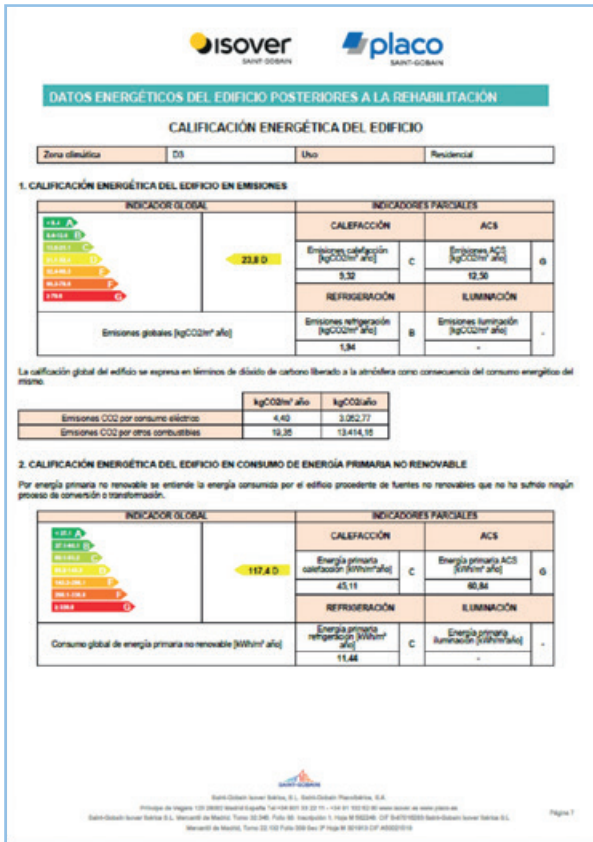 isover
SAINT-GOBAIN
placo
SAINT-GOBAIN
DATOS ENERGÉTICOS DEL EDIFICIO POSTERIORES A LA REHABILITACIÓN
CALIFICACIÓN ENERGÉTICA DEL EDIFICIO
Zona climática D3 Uso Residencial
1. CALIFICACIÓN ENERGÉTICA DEL EDIFICIO EN EMISIONES
INDICADOR GLOBAL INDICADORES PARCIALES
A
B
C
D
E
F
G
23,8 D
CALEFACCIÓN ACS
Emisiones calefacción [kgCO2/m² año] C Emisiones ACS [kgCO2/m² año] G
9,32 12,50
REFRIGERACIÓN ILUMINACIÓN
Emisiones globales [kgCO2/m² año]
Emisiones refrigeración [kgCO2/m² año] B Emisiones iluminación [kgCO2/m² año] -
1,94 -
La calificación global del edificio se expresa en términos de dióxido de carbono liberado a la atmósfera como consecuencia del consumo energético del
mismo.
kgCO2/m² año kgCO2/año
Emisiones CO2 por consumo eléctrico 4,40
Emisiones CO2 por otros combustibles 19,35
2. CALIFICACIÓN ENERGÉTICA DEL EDIFICIO EN CONSUMO DE ENERGÍA PRIMARIA NO RENOVABLE
Por energía primaria no renovable se entiende la energía consumida por el edificio procedente de fuentes no renovables que no ha sufrido ningún
proceso de conversión o transformación.
INDICADOR GLOBAL INDICADORES PARCIALES
A
B
C
D
E
F
G
117,4 D
CALEFACCIÓN ACS
Energía primaria calefacción [kWh/m² año] C Energía primaria ACS [kWh/m² año] G
45,11 60,84
REFRIGERACIÓN ILUMINACIÓN
Consumo global de energía primaria no renovable [kWh/m² año]
Energía primaria refrigeración [kWh/m² año] C Energía primaria iluminación [kWh/m² año] -
11,44 -
SAINT-GOBAIN
Página 7